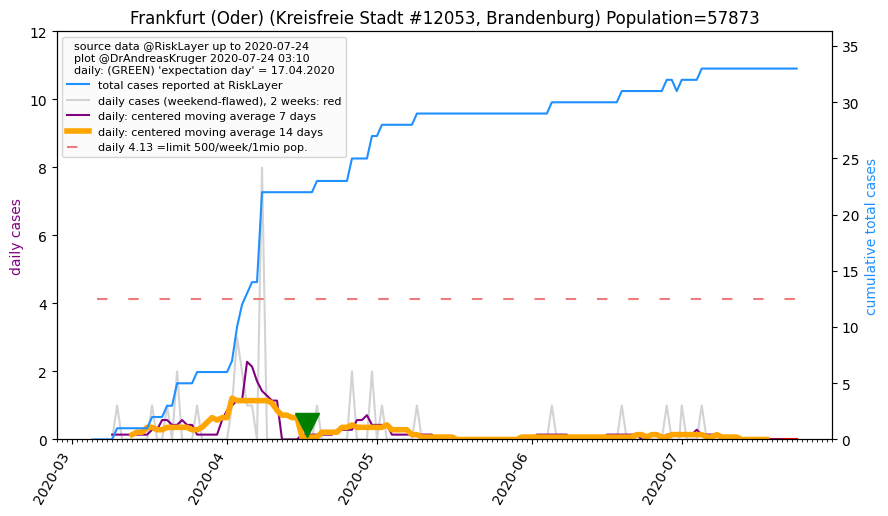 Frankfurt (Oder) (Kreisfreie Stadt #12053, Brandenburg) Population=57873
source data @RiskLayer up to 2020-07-24
plot @DrAndreasKruger 2020-07-24 03:10
daily: (GREEN) 'expectation day' = 17.04.2020
total cases reported at RiskLayer
daily cases (weekend-flawed), 2 weeks: red
daily: centered moving average 7 days
daily: centered moving average 14 days
daily 4.13 =limit 500/week/1mio pop.
daily cases
12
10
8
6
4
2
0
cumulative total cases
35
30
25
20
15
10
5
0
2020-03
2020-04
2020-05
2020-06
2020-07